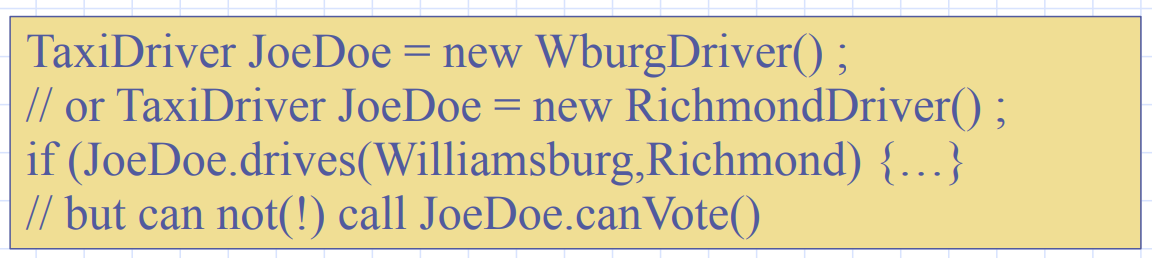 TaxiDriver JoeDoe = new WburgDriver() ;
// or TaxiDriver JoeDoe = new RichmondDriver() ;
if (JoeDoe.drives(Williamsburg,Richmond) {…}
// but can not(!) call JoeDoe.canVote()